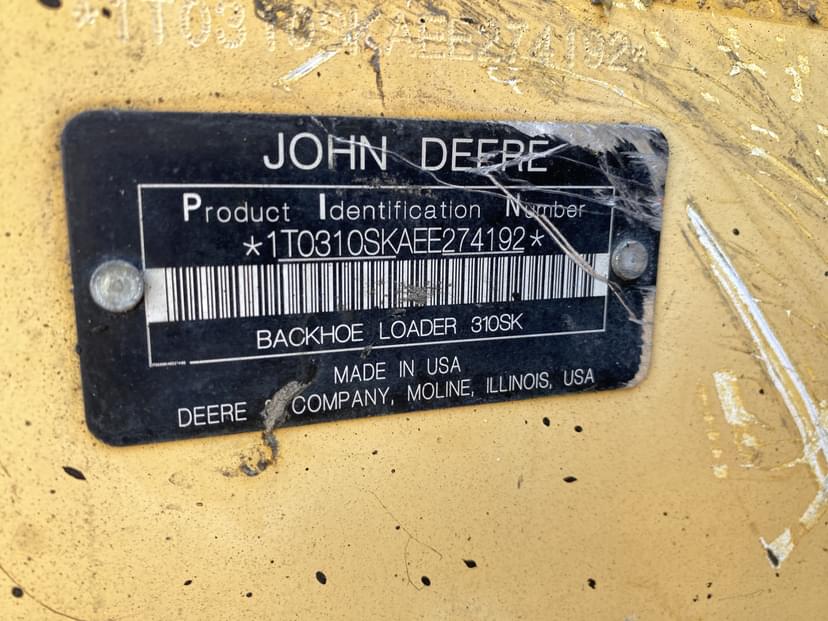 *1T0310SKAEE274192*
JOHN DEERE
Product Identification Number
*1T0310SKAEE274192*
BACKHOE LOADER 310SK
MADE IN USA
DEERE & COMPANY, MOLINE, ILLINOIS, USA